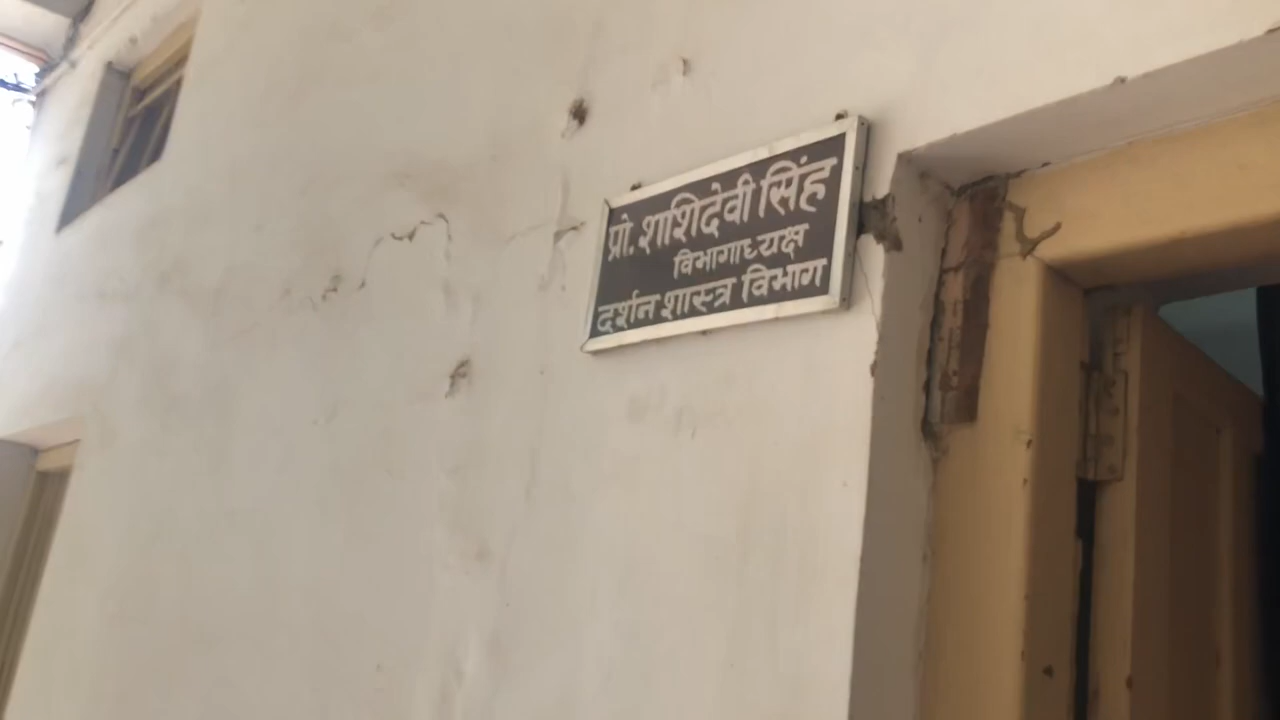 प्रो. शशिदेवी सिंह
विभागाध्यक्ष
दर्शन शास्त्र विभाग